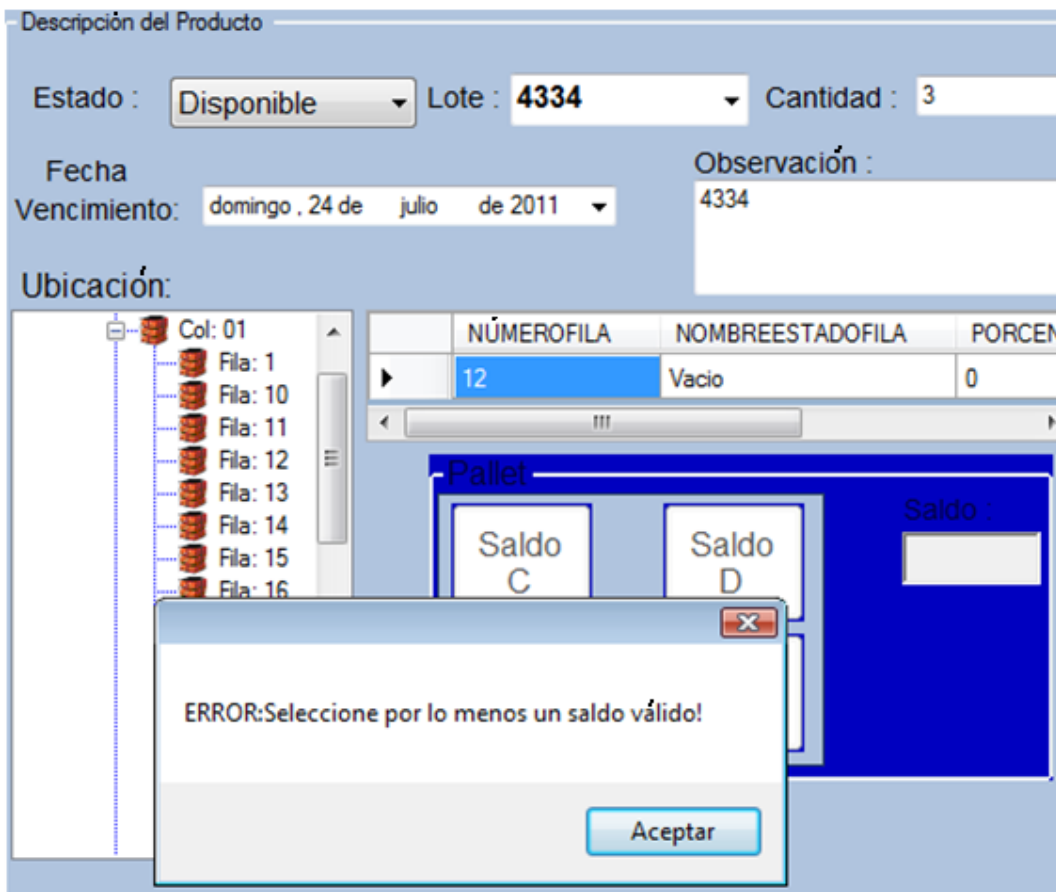 Descripción del Producto
Estado : Disponible Lote : 4334 Cantidad : 3
Fecha
Vencimiento: domingo , 24 de julio de 2011
Observación :
4334
Ubicación:
Col: 01
Fila: 1
Fila: 10
Fila: 11
Fila: 12
Fila: 13
Fila: 14
Fila: 15
Fila: 16
NÚMEROFILA NOMBREESTADOFILA PORCEN
12 Vacio 0
Pallet
Saldo
C
Saldo
D
Saldo :
ERROR:Seleccione por lo menos un saldo válido!
Aceptar